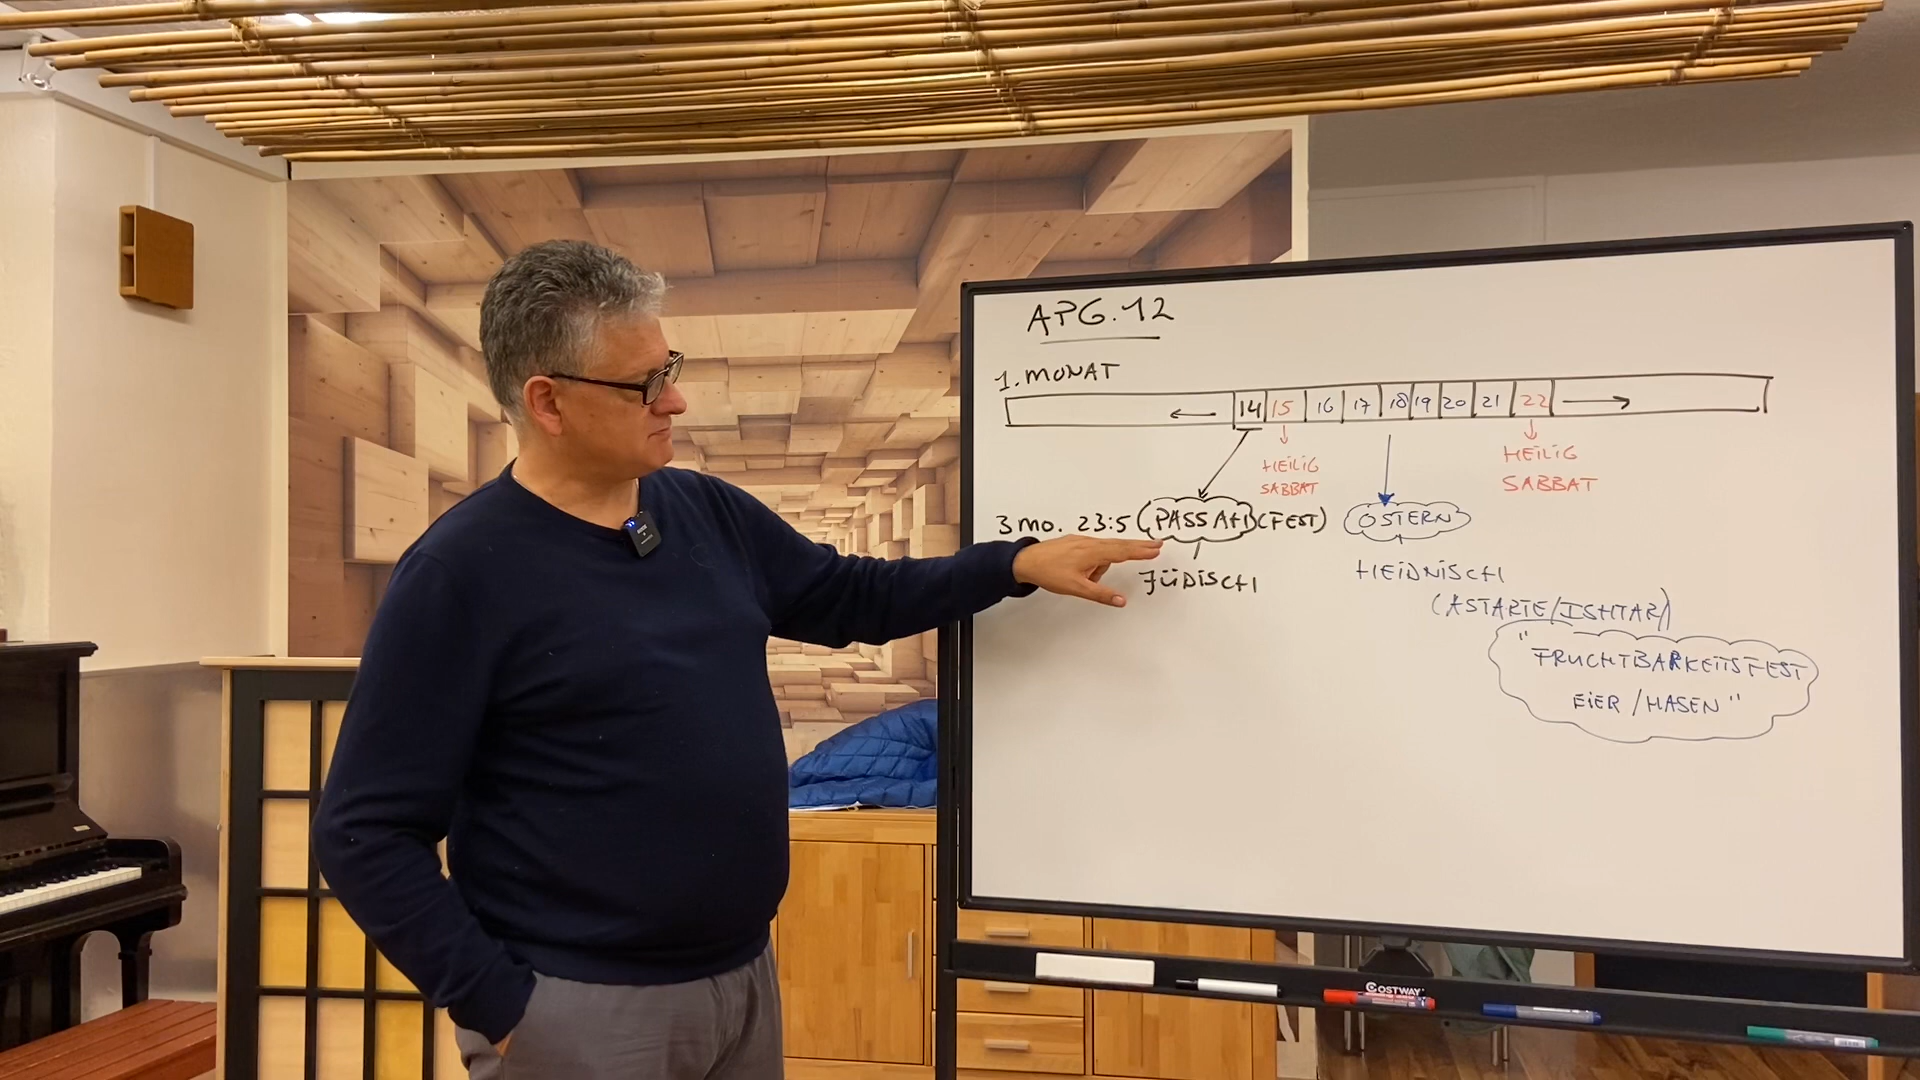 APG. 12
1. MONAT
← 14 15 16 17 18 19 20 21 22 →
HEILIG
SABBAT
HEILIG
SABBAT
3 MO. 23:5 (PASSAH)(FEST)
OSTERN
JÜDISCH
HEIDNISCH
(ASTARTE/ISHTAR)
"FRUCHTBARKEITSFEST
EIER/HASEN"
COSTWAY